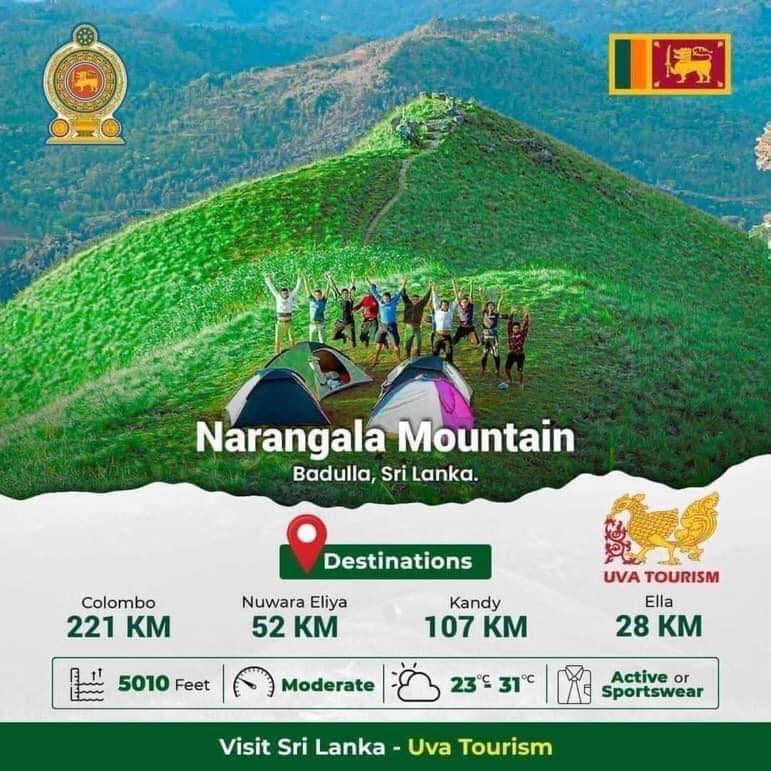 Narangala Mountain
Badulla, Sri Lanka.
Destinations
UVA TOURISM
Colombo
221 KM
Nuwara Eliya
52 KM
Kandy
107 KM
Ella
28 KM
5010 Feet
Moderate
23°C - 31°C
Active or
Sportswear
Visit Sri Lanka - Uva Tourism